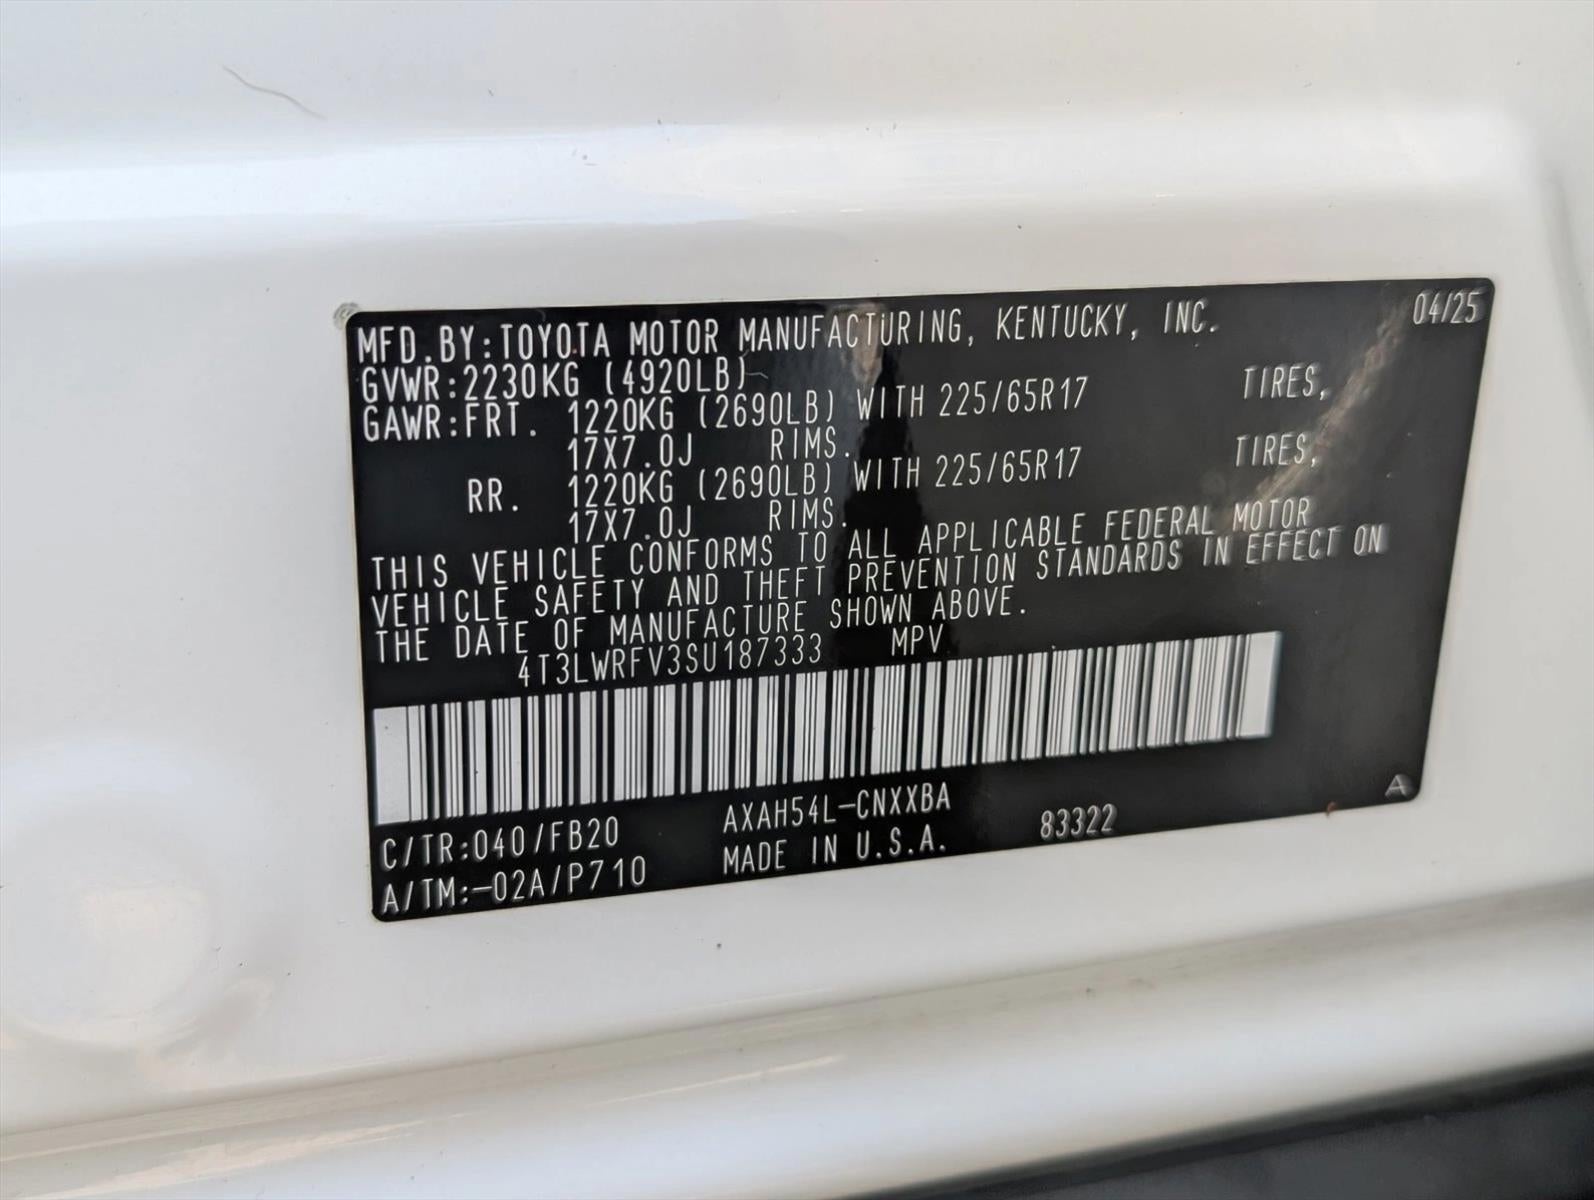 MFD.BY:TOYOTA MOTOR MANUFACTURING, KENTUCKY, INC. 04/25
GVWR:2230KG (4920LB)
GAWR:FRT. 1220KG (2690LB) WITH 225/65R17 TIRES,
17X7.0J RIMS.
RR. 1220KG (2690LB) WITH 225/65R17 TIRES,
17X7.0J RIMS.
THIS VEHICLE CONFORMS TO ALL APPLICABLE FEDERAL MOTOR
VEHICLE SAFETY AND THEFT PREVENTION STANDARDS IN EFFECT ON
THE DATE OF MANUFACTURE SHOWN ABOVE.
4T3LWRFV3SU187333 MPV
C/TR:040/FB20 AXAH54L-CNXXBA
A/TM:-02A/P710 MADE IN U.S.A. 83322
A